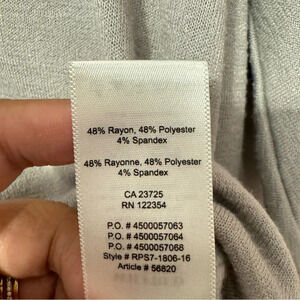 48% Rayon, 48% Polyester
4% Spandex
48% Rayonne, 48% Polyester
4% Spandex
CA 23725
RN 122354
P.O. # 4500057063
P.O. # 4500057064
P.O. # 4500057068
Style # RPS7-1806-16
Article # 56820